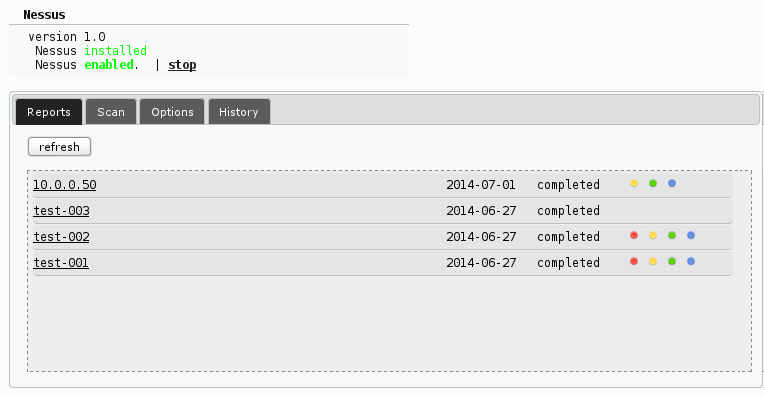 Nessus
version 1.0
Nessus installed
Nessus enabled. | stop
Reports Scan Options History
refresh
10.0.0.50 2014-07-01 completed
test-003 2014-06-27 completed
test-002 2014-06-27 completed
test-001 2014-06-27 completed